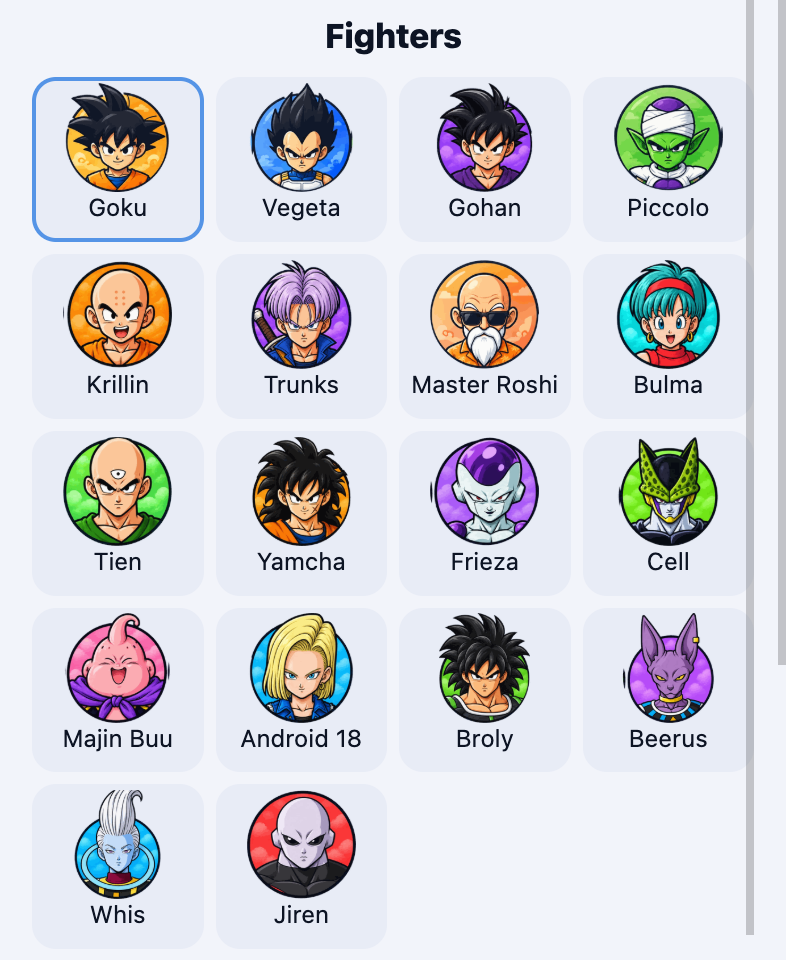 Fighters
Goku Vegeta Gohan Piccolo
Krillin Trunks Master Roshi Bulma
Tien Yamcha Frieza Cell
Majin Buu Android 18 Broly Beerus
Whis Jiren